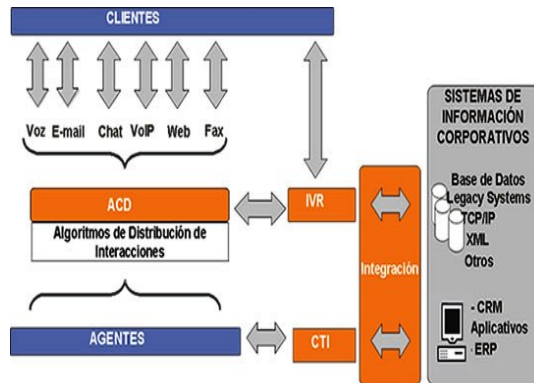 CLIENTES
Voz E-mail Chat VoIP Web Fax
ACD
Algoritmos de Distribución de
Interacciones
IVR
AGENTES
CTI
Integración
SISTEMAS DE
INFORMACIÓN
CORPORATIVOS
Base de Datos
Legacy Systems
TCP/IP
XML
Otros
- CRM
Aplicativos
- ERP